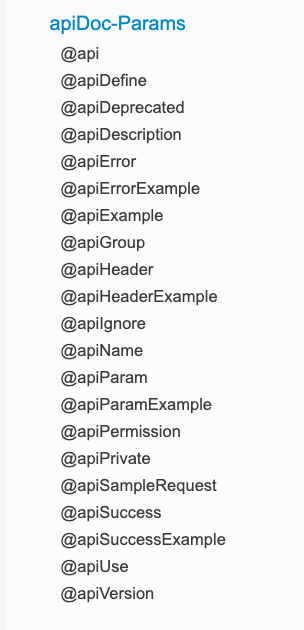 apiDoc-Params
@api
@apiDefine
@apiDeprecated
@apiDescription
@apiError
@apiErrorExample
@apiExample
@apiGroup
@apiHeader
@apiHeaderExample
@apiIgnore
@apiName
@apiParam
@apiParamExample
@apiPermission
@apiPrivate
@apiSampleRequest
@apiSuccess
@apiSuccessExample
@apiUse
@apiVersion